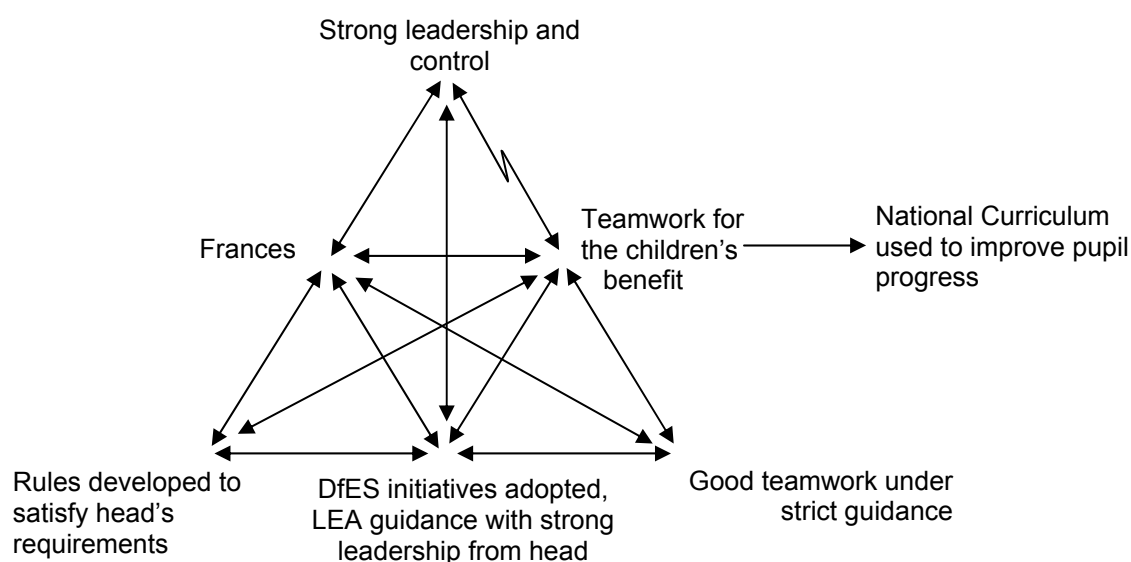 Strong leadership and
control
Frances
Teamwork for
the children's
benefit
National Curriculum
used to improve pupil
progress
Rules developed to
satisfy head's
requirements
DfES initiatives adopted,
LEA guidance with strong
leadership from head
Good teamwork under
strict guidance